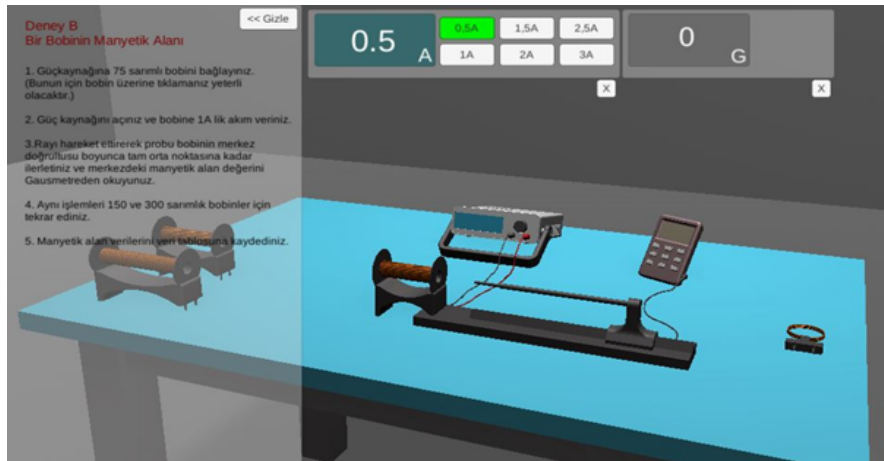 Deney B
Bir Bobinin Manyetik Alanı
<< Gizle
1. Güçkaynağına 75 sarımlı bobini bağlayınız.
(Bunun için bobin üzerine tıklamanız yeterli
olacaktır.)
2. Güç kaynağını açınız ve bobine 1A lik akım veriniz.
3.Rayı hareket ettirerek probu bobinin merkez
doğrultusu boyunca tam orta noktasına kadar
ilerletiniz ve merkezdeki manyetik alan değerini
Gausmetreden okuyunuz.
4. Aynı işlemleri 150 ve 300 sarımlık bobinler için
tekrar ediniz.
5. Manyetik alan verilerini veri tablosuna kaydediniz.
0.5 A
0,5A 1,5A 2,5A
1A 2A 3A
X
0 G
X